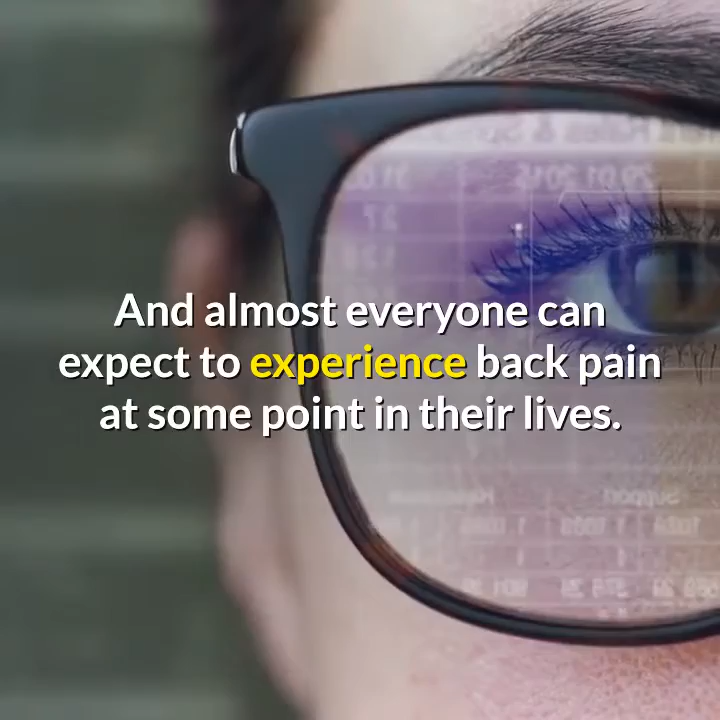 And almost everyone can
expect to experience back pain
at some point in their lives.